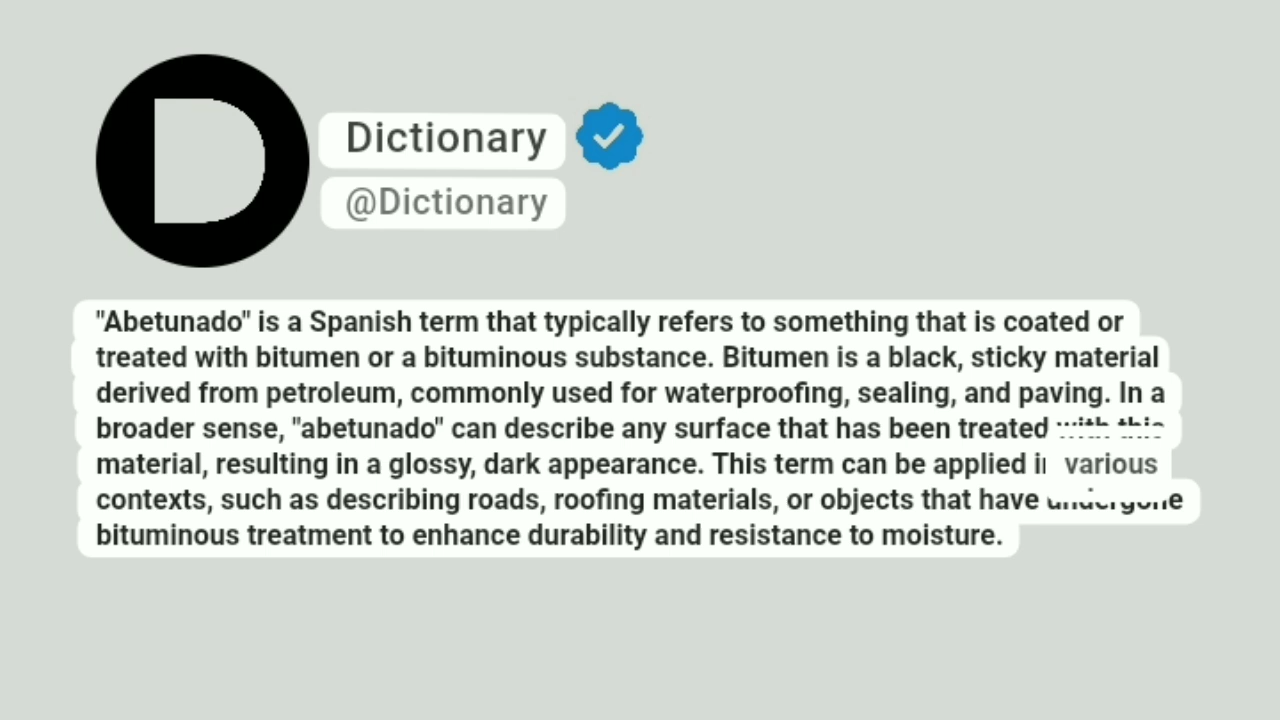 D
Dictionary
@Dictionary
"Abetunado" is a Spanish term that typically refers to something that is coated or
treated with bitumen or a bituminous substance. Bitumen is a black, sticky material
derived from petroleum, commonly used for waterproofing, sealing, and paving. In a
broader sense, "abetunado" can describe any surface that has been treated with this
material, resulting in a glossy, dark appearance. This term can be applied in various
contexts, such as describing roads, roofing materials, or objects that have undergone
bituminous treatment to enhance durability and resistance to moisture.